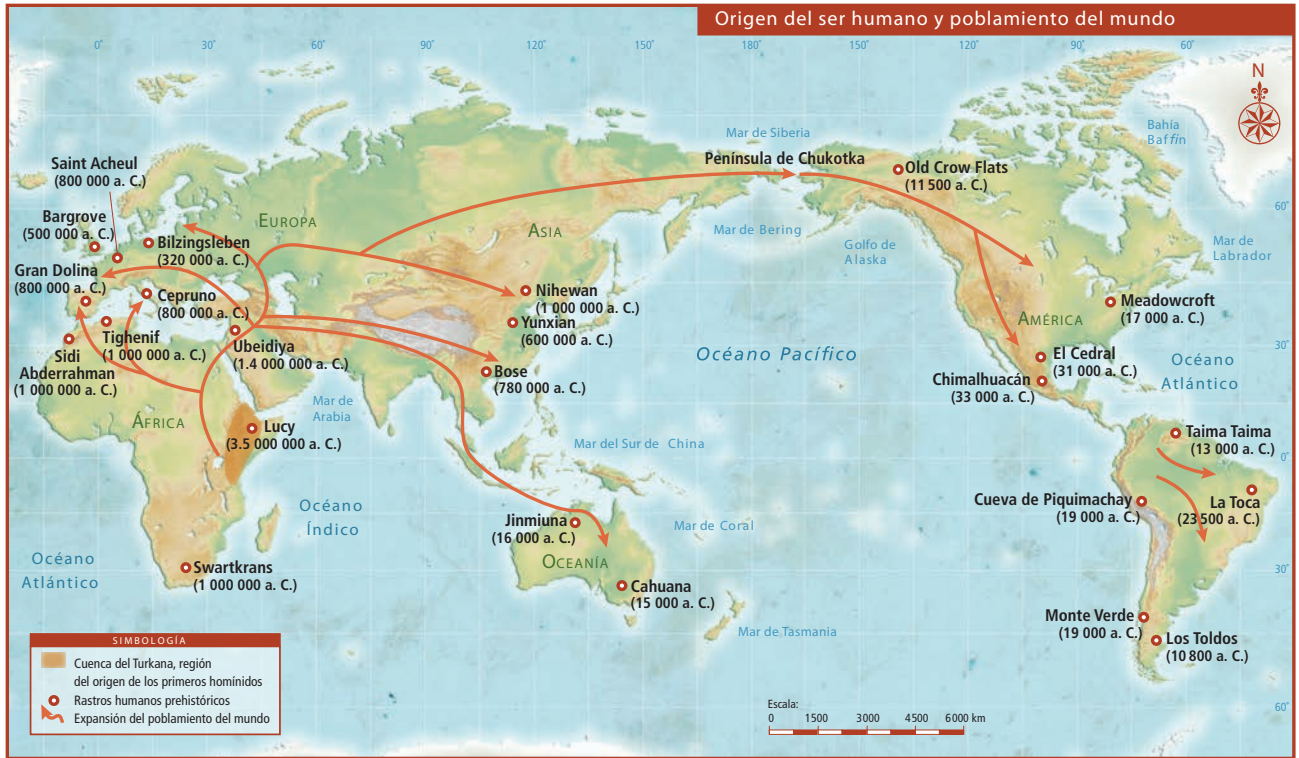 Origen del ser humano y poblamiento del mundo
0°
30°
60°
90°
120°
150°
180°
150°
120°
90°
60°
N
Mar de Siberia
Bahía
Baffin
Península de Chukotka
Old Crow Flats
(11 500 a. C.)
Saint Acheul
(800 000 a. C.)
Bargrove
(500 000 a. C.)
Bilzingsleben
(320 000 a. C.)
EUROPA
ASIA
60°
Mar de Bering
Golfo de
Alaska
Mar de
Labrador
Gran Dolina
(800 000 a. C.)
Cepruno
(800 000 a. C.)
Nihewan
(1 000 000 a. C.)
Yunxian
(600 000 a. C.)
Meadowcroft
(17 000 a. C.)
AMÉRICA
Tighenif
(1 000 000 a. C.)
Sidi
Abderrahman
(1 000 000 a. C.)
Ubeidiya
(1.4 000 000 a. C.)
Bose
(780 000 a. C.)
Océano Pacífico
30°
El Cedral
(31 000 a. C.)
Chimalhuacán
(33 000 a. C.)
Océano
Atlántico
Mar de
Arabia
ÁFRICA
Lucy
(3.5 000 000 a. C.)
Mar del Sur de China
Taima Taima
(13 000 a. C.)
0°
Cueva de Piquimachay
(19 000 a. C.)
La Toca
(23 500 a. C.)
Océano
Índico
Jinmiuna
(16 000 a. C.)
Mar de Coral
OCEANÍA
Océano
Atlántico
Swartkrans
(1 000 000 a. C.)
Cahuana
(15 000 a. C.)
30°
Mar de Tasmania
Monte Verde
(19 000 a. C.)
Los Toldos
(10 800 a. C.)
SIMBOLOGÍA
Cuenca del Turkana, región
del origen de los primeros homínidos
Rastros humanos prehistóricos
Expansión del poblamiento del mundo
Escala:
0 1500 3000 4500 6000 km
60°